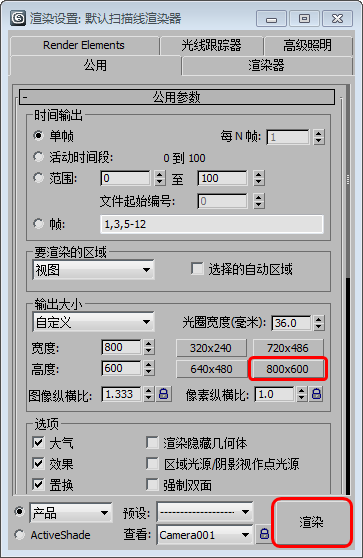 渲染设置: 默认扫描线渲染器
Render Elements 光线跟踪器 高级照明
公用 渲染器
- 公用参数
时间输出
单帧 每 N 帧: 1
活动时间段: 0 到 100
范围: 0 至 100
文件起始编号: 0
帧: 1,3,5-12
要渲染的区域
视图 选择的自动区域
输出大小
自定义 光圈宽度(毫米): 36.0
宽度: 800 320x240 720x486
高度: 600 640x480 800x600
图像纵横比: 1.333 像素纵横比: 1.0
选项
大气 渲染隐藏几何体
效果 区域光源/阴影视作点光源
置换 强制双面
产品 预设: 渲染
ActiveShade 查看: Camera001